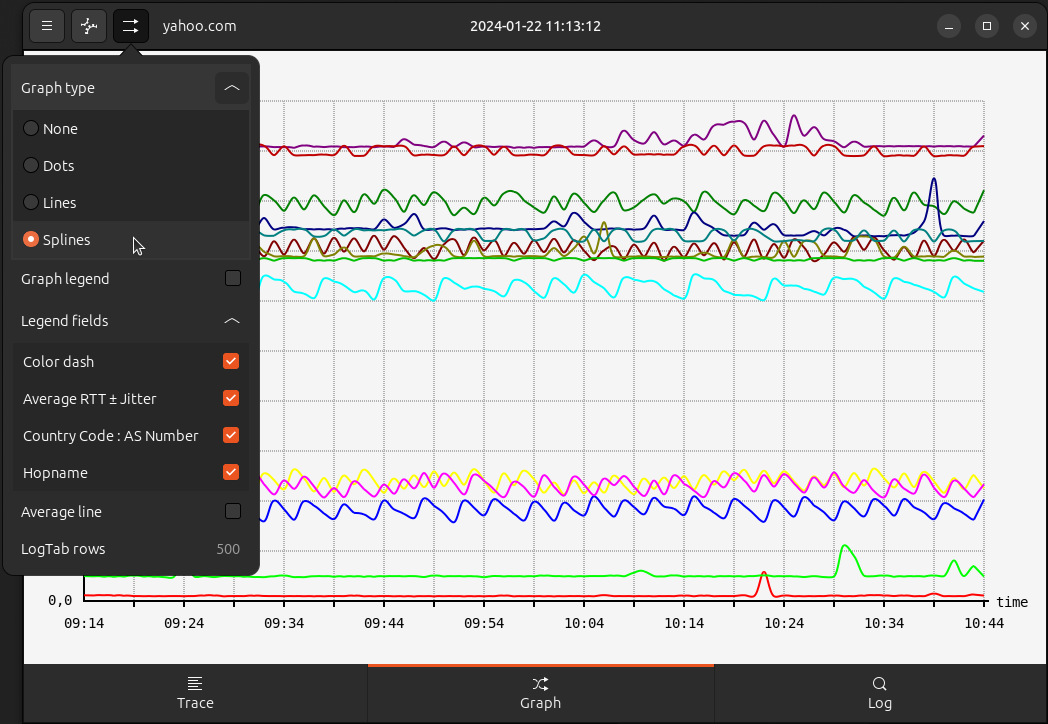 yahoo.com
2024-01-22 11:13:12
Graph type
None
Dots
Lines
Splines
Graph legend
Legend fields
Color dash
Average RTT ± Jitter
Country Code : AS Number
Hopname
Average line
LogTab rows 500
0,0
time
09:14 09:24 09:34 09:44 09:54 10:04 10:14 10:24 10:34 10:44
Trace Graph Log